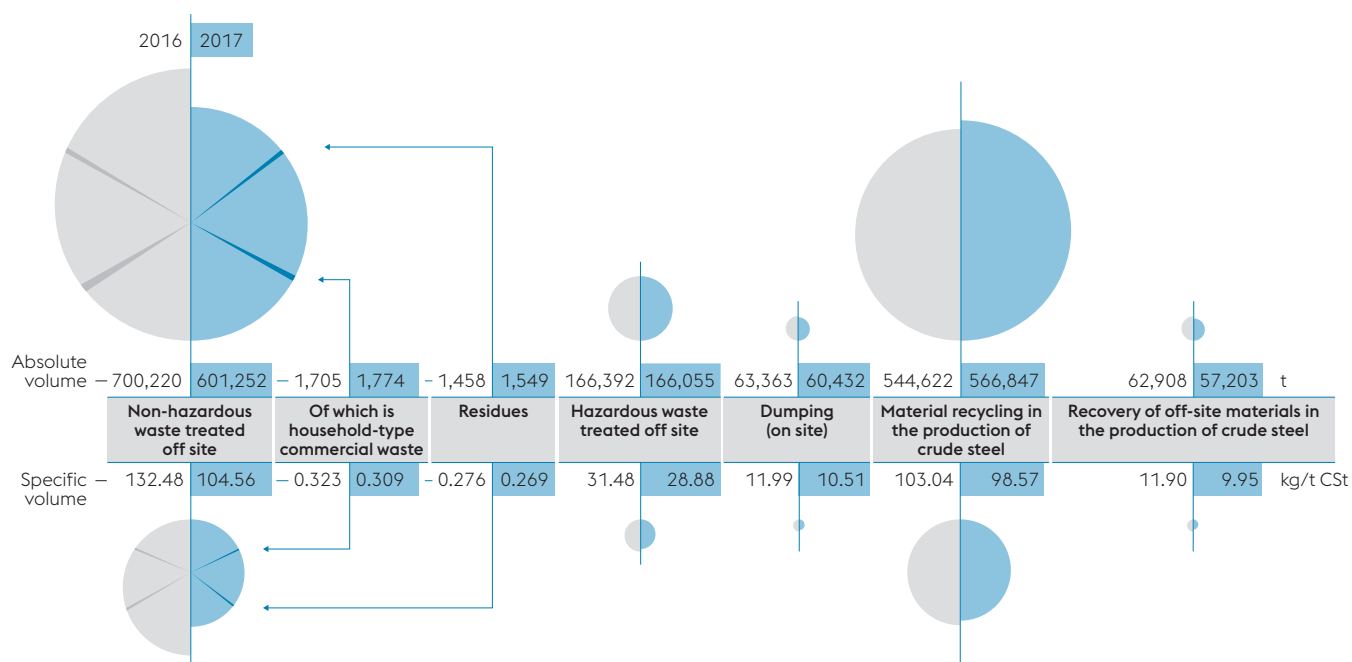 2016 2017
Absolute
volume – 700,220 601,252 – 1,705 1,774 - 1,458 1,549 166,392 166,055 63,363 60,432 544,622 566,847 62,908 57,203 t
Non-hazardous
waste treated
off site
Of which is
household-type
commercial waste
Residues
Hazardous waste
treated off site
Dumping
(on site)
Material recycling in
the production of
crude steel
Recovery of off-site materials in
the production of crude steel
Specific
volume – 132.48 104.56 – 0.323 0.309 – 0.276 0.269 31.48 28.88 11.99 10.51 103.04 98.57 11.90 9.95 kg/t CSt